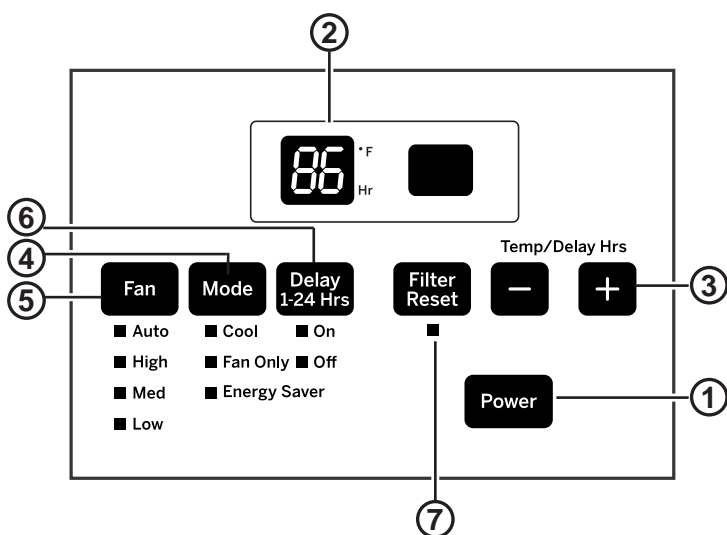 2
86 °F
Hr
6
4
5
Temp/Delay Hrs
Fan
Mode
Delay
1-24 Hrs
Filter
Reset
−
+
3
Auto
High
Med
Low
Cool
Fan Only
Energy Saver
On
Off
Power
1
7